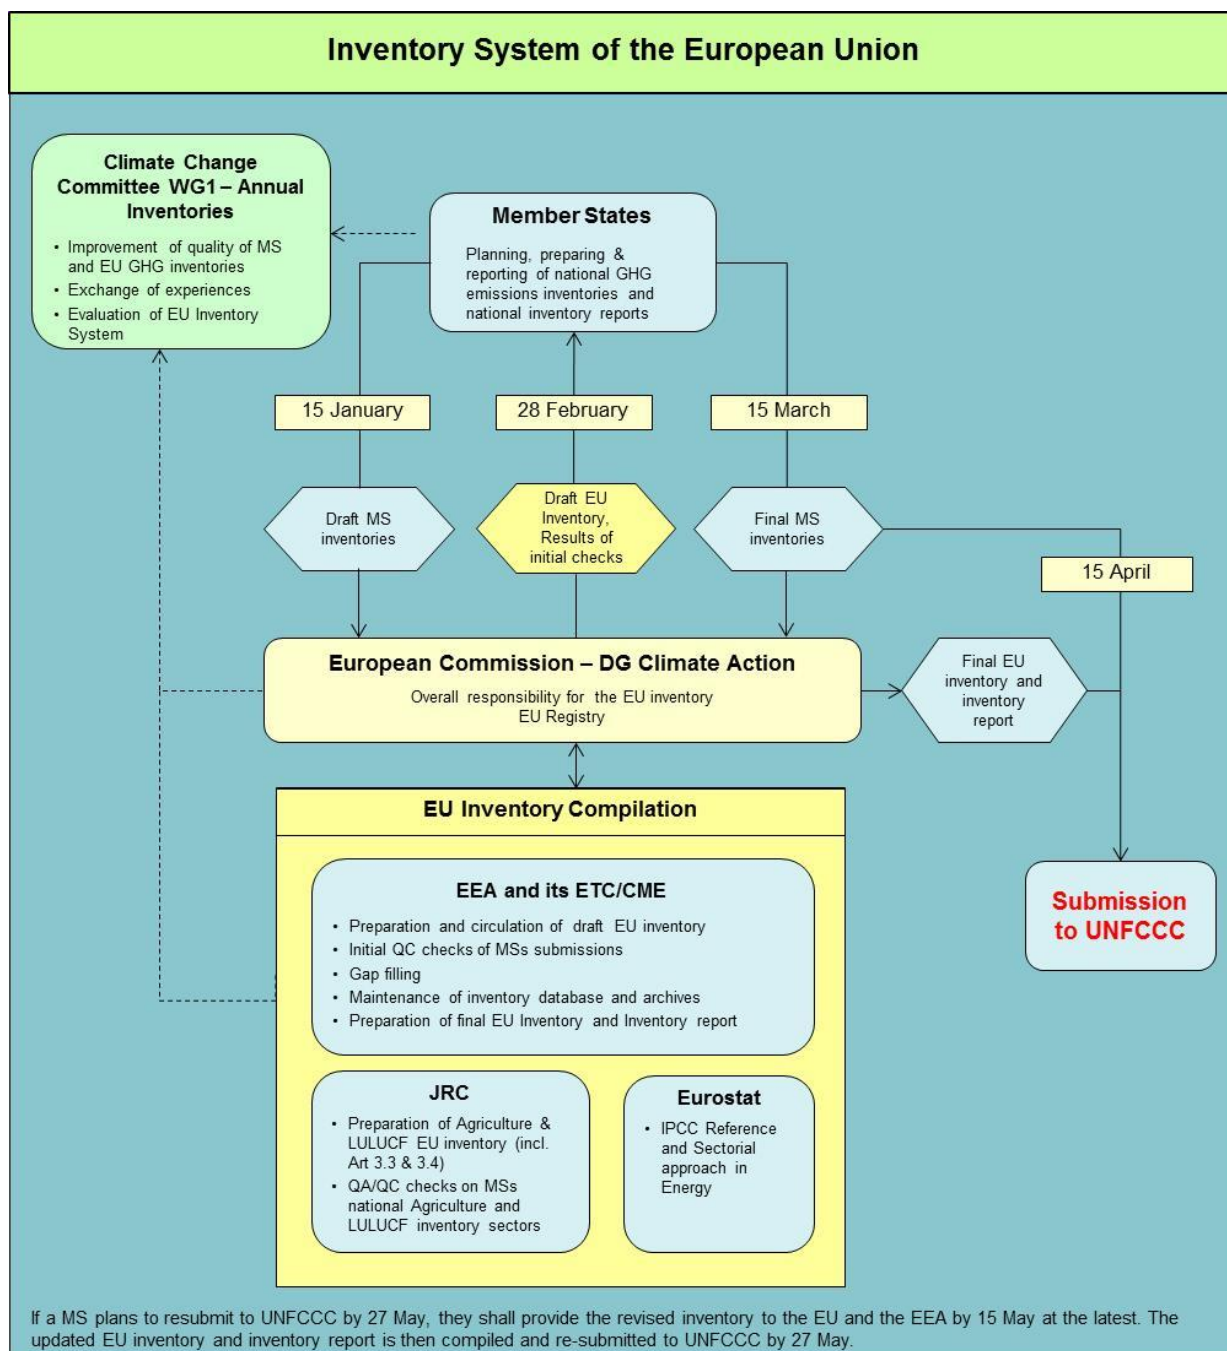 Inventory System of the European Union
Climate Change
Committee WG1 – Annual
Inventories
• Improvement of quality of MS
and EU GHG inventories
• Exchange of experiences
• Evaluation of EU Inventory
System
Member States
Planning, preparing &
reporting of national GHG
emissions inventories and
national inventory reports
15 January
28 February
15 March
Draft MS
inventories
Draft EU
Inventory,
Results of
initial checks
Final MS
inventories
15 April
European Commission – DG Climate Action
Overall responsibility for the EU inventory
EU Registry
Final EU
inventory and
inventory
report
EU Inventory Compilation
EEA and its ETC/CME
• Preparation and circulation of draft EU inventory
• Initial QC checks of MSs submissions
• Gap filling
• Maintenance of inventory database and archives
• Preparation of final EU Inventory and Inventory report
Submission
to UNFCCC
JRC
• Preparation of Agriculture &
LULUCF EU inventory (incl.
Art 3.3 & 3.4)
• QA/QC checks on MSs
national Agriculture and
LULUCF inventory sectors
Eurostat
• IPCC Reference
and Sectorial
approach in
Energy
If a MS plans to resubmit to UNFCCC by 27 May, they shall provide the revised inventory to the EU and the EEA by 15 May at the latest. The
updated EU inventory and inventory report is then compiled and re-submitted to UNFCCC by 27 May.